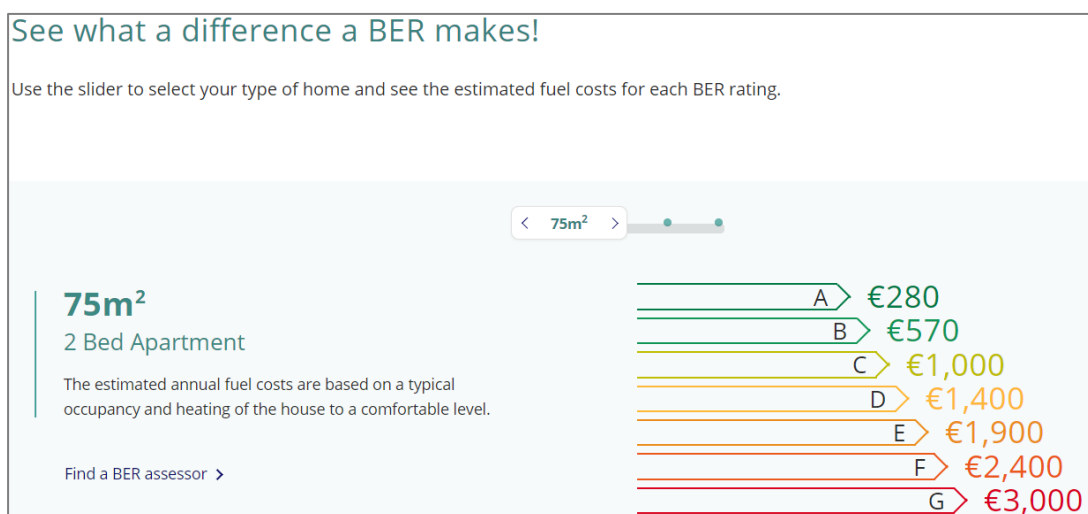 See what a difference a BER makes!
Use the slider to select your type of home and see the estimated fuel costs for each BER rating.
< 75m² >
75m²
2 Bed Apartment
The estimated annual fuel costs are based on a typical
occupancy and heating of the house to a comfortable level.
Find a BER assessor >
A €280
B €570
C €1,000
D €1,400
E €1,900
F €2,400
G €3,000